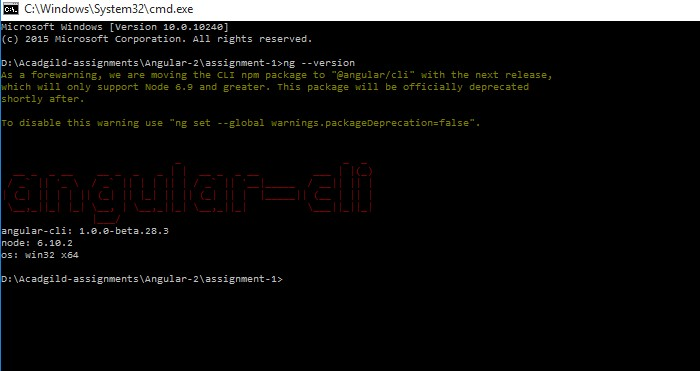 C:\Windows\System32\cmd.exe
Microsoft Windows [Version 10.0.10240]
(c) 2015 Microsoft Corporation. All rights reserved.
D:\Acadgild-assignments\Angular-2\assignment-1>ng --version
As a forewarning, we are moving the CLI npm package to "@angular/cli" with the next release,
which will only support Node 6.9 and greater. This package will be officially deprecated
shortly after.
To disable this warning use "ng set --global warnings.packageDeprecation=false".
angular-cli
angular-cli: 1.0.0-beta.28.3
node: 6.10.2
os: win32 x64
D:\Acadgild-assignments\Angular-2\assignment-1>